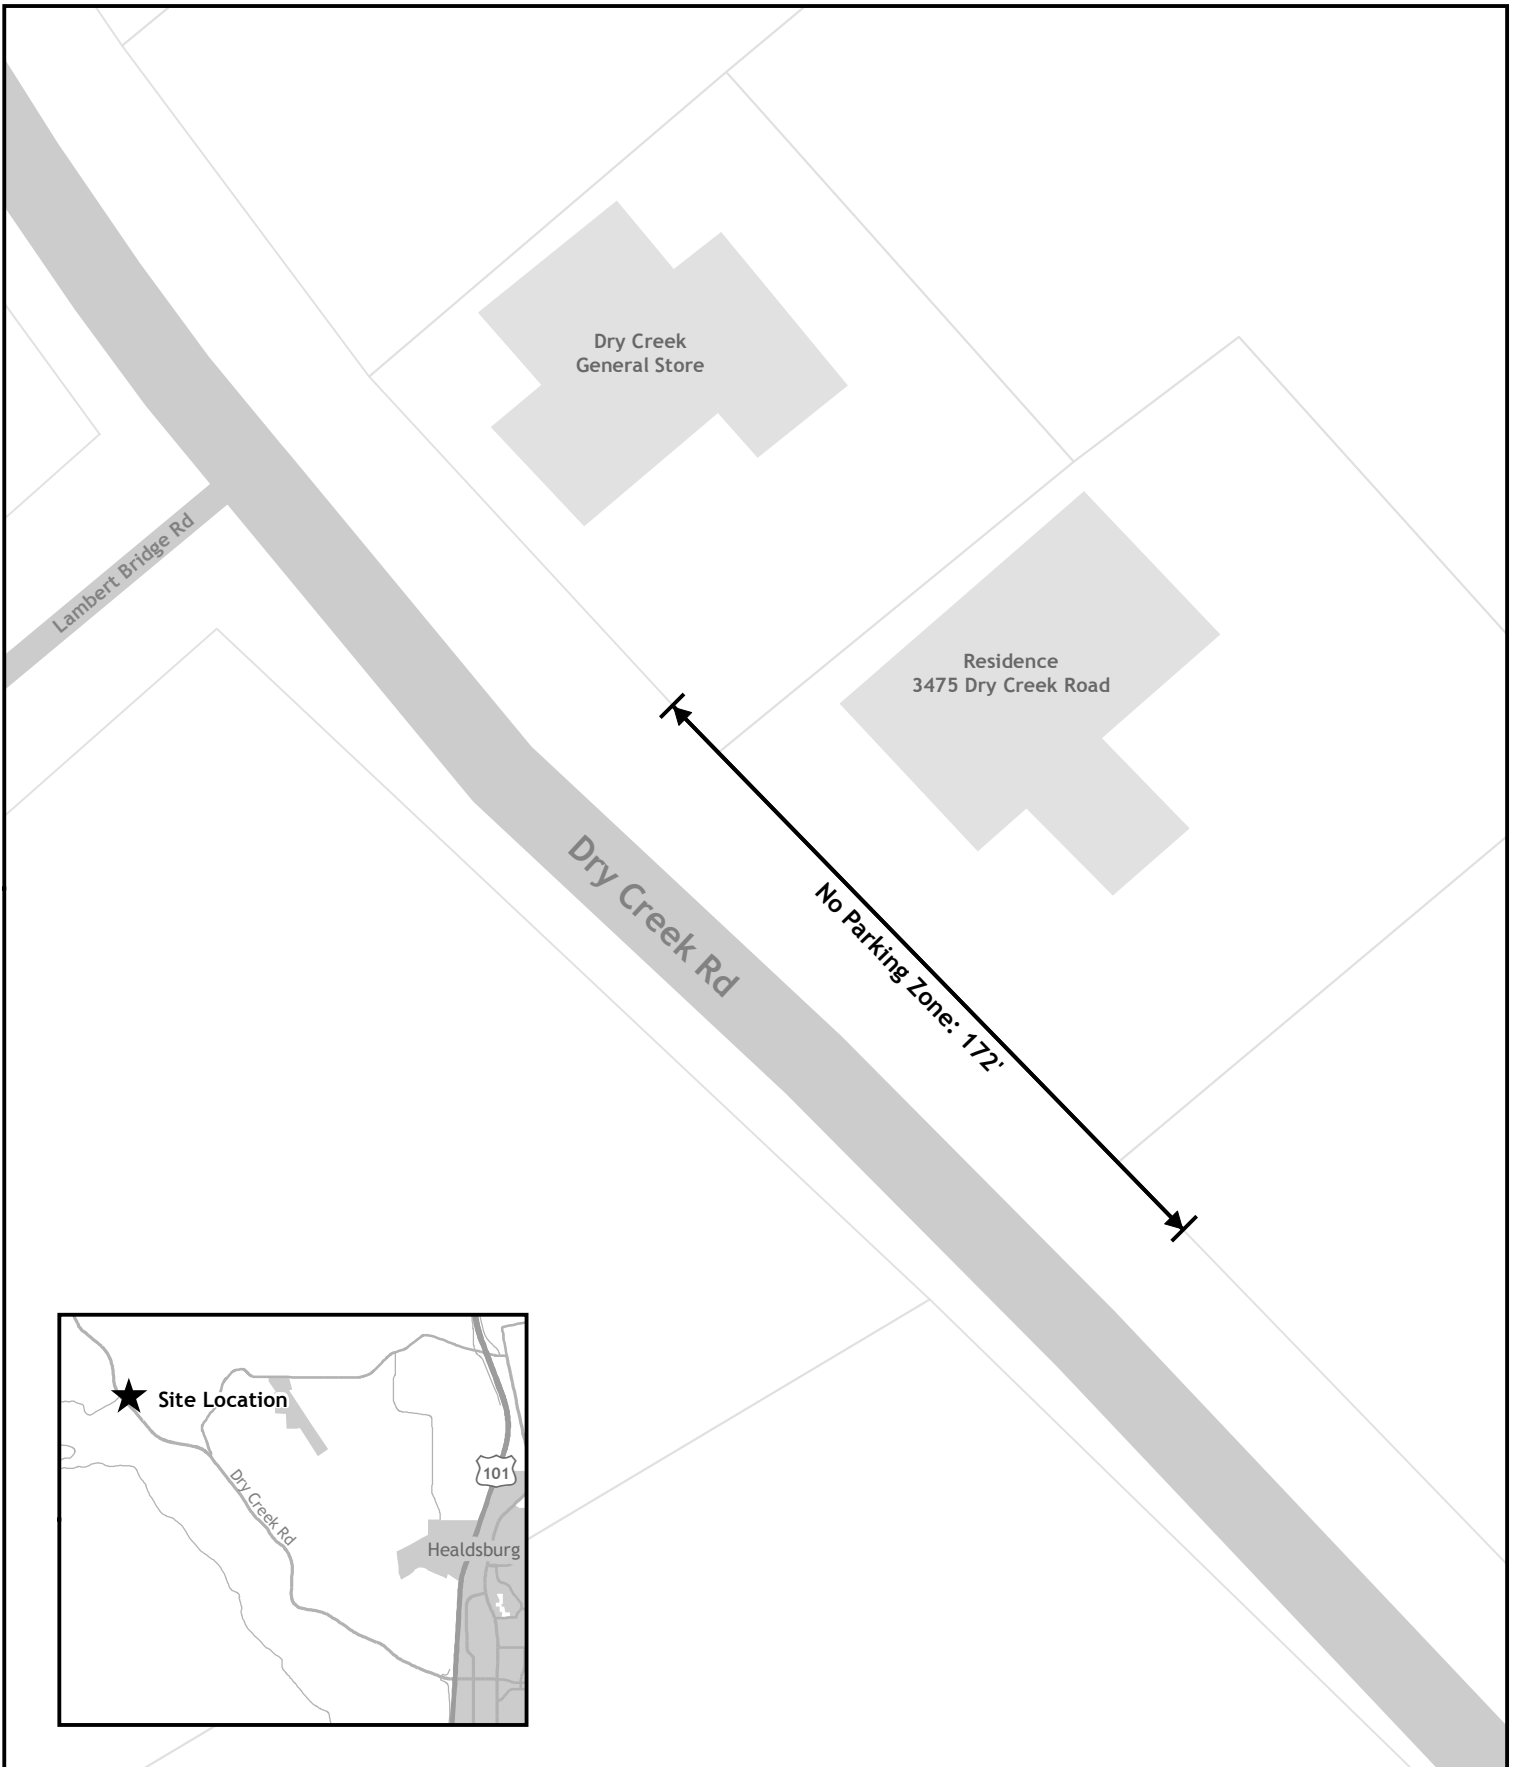 Dry Creek
General Store
Lambert Bridge Rd
Residence
3475 Dry Creek Road
Dry Creek Rd
No Parking Zone: 172'
Site Location
101
Dry Creek Rd
Healdsburg